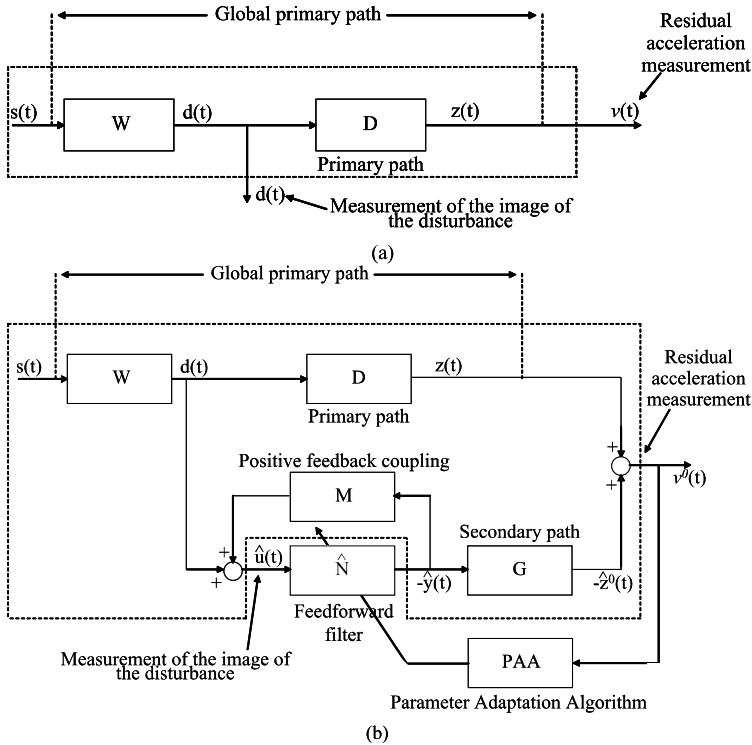 Global primary path
Residual
acceleration
measurement
s(t)
W
d(t)
D
z(t)
v(t)
Primary path
d(t)
Measurement of the image of
the disturbance
(a)
Global primary path
Residual
acceleration
measurement
s(t)
W
d(t)
D
z(t)
Primary path
+
+
v⁰(t)
Positive feedback coupling
M
Secondary path
+
+
û(t)
N̂
-ŷ(t)
G
-ẑ⁰(t)
Feedforward
filter
Measurement of the image of
the disturbance
PAA
Parameter Adaptation Algorithm
(b)